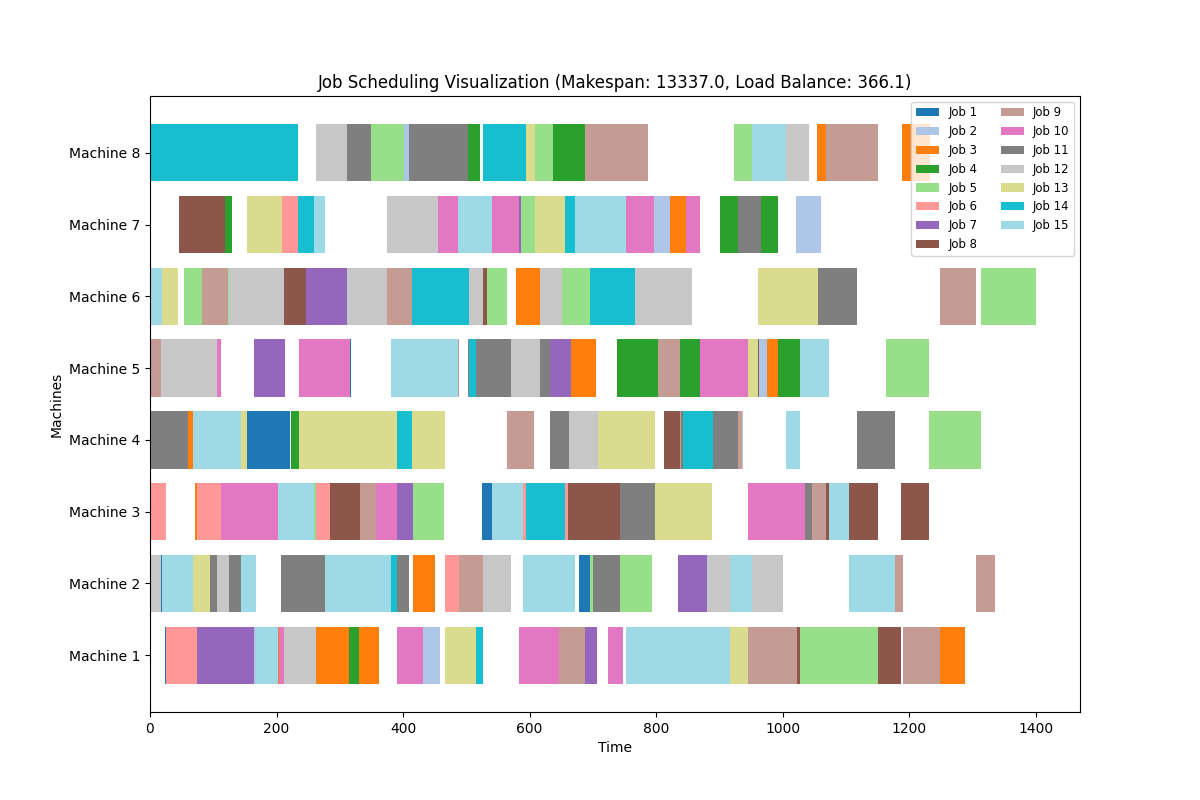 Job Scheduling Visualization (Makespan: 13337.0, Load Balance: 366.1)
Job 1
Job 2
Job 3
Job 4
Job 5
Job 6
Job 7
Job 8
Job 9
Job 10
Job 11
Job 12
Job 13
Job 14
Job 15
Machines
Machine 8
Machine 7
Machine 6
Machine 5
Machine 4
Machine 3
Machine 2
Machine 1
0 200 400 600 800 1000 1200 1400
Time